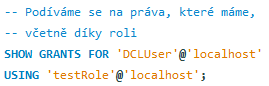 -- Podíváme se na práva, které máme,
-- včetně díky roli
SHOW GRANTS FOR 'DCLUser'@'localhost'
USING 'testRole'@'localhost';